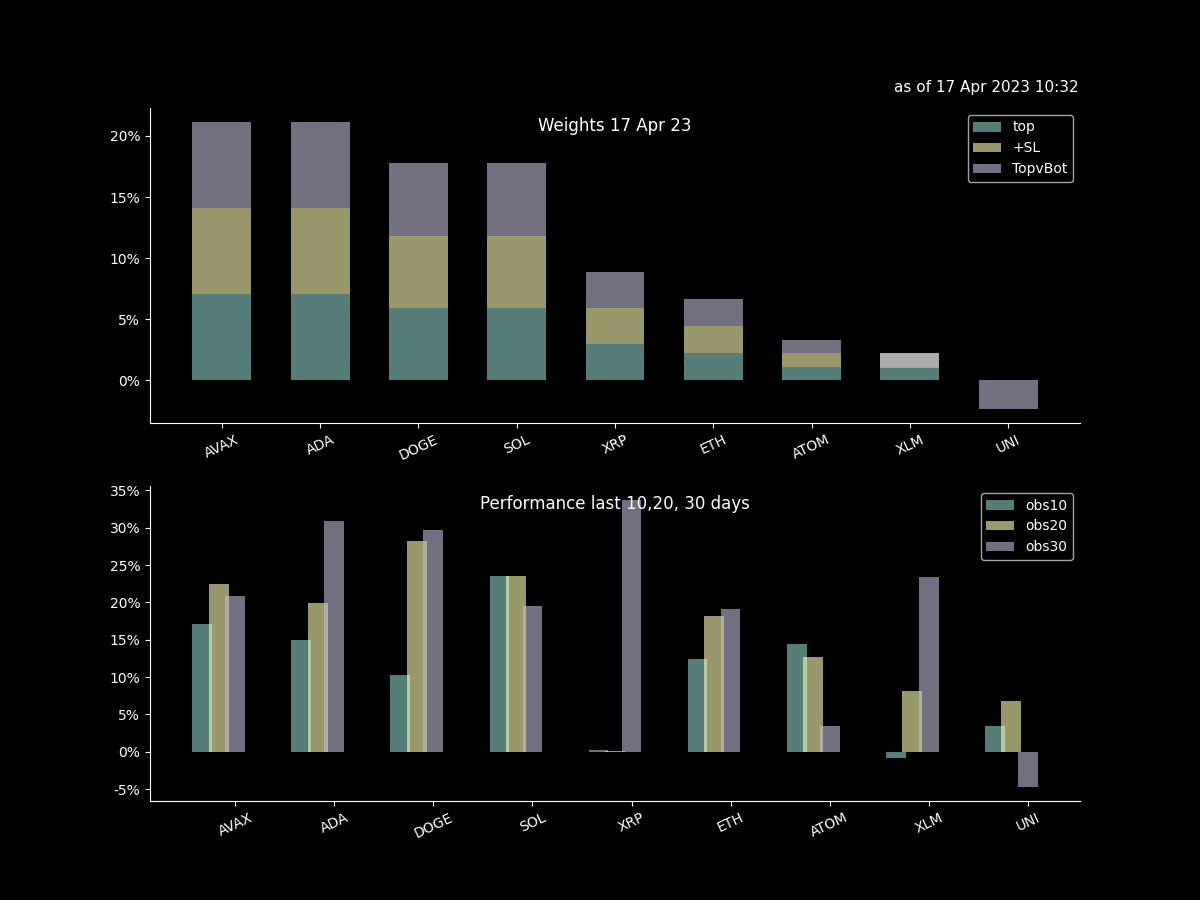 as of 17 Apr 2023 10:32
Weights 17 Apr 23
top
+SL
TopvBot
20%
15%
10%
5%
0%
AVAX ADA DOGE SOL XRP ETH ATOM XLM UNI
Performance last 10,20, 30 days
obs10
obs20
obs30
35%
30%
25%
20%
15%
10%
5%
0%
-5%
AVAX ADA DOGE SOL XRP ETH ATOM XLM UNI